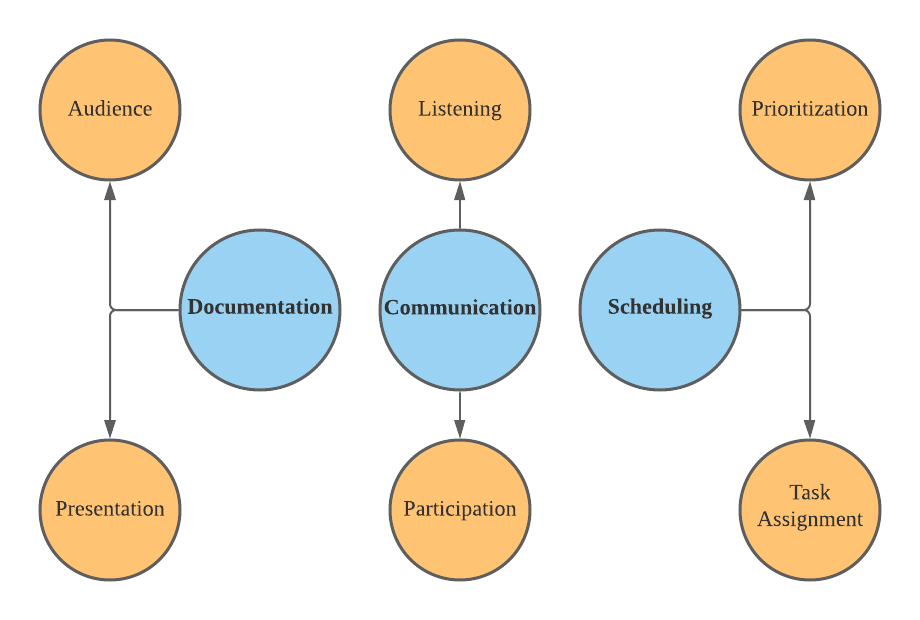 Audience
Listening
Prioritization
Documentation
Communication
Scheduling
Presentation
Participation
Task
Assignment